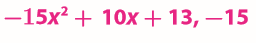 −15x² + 10x + 13, −15